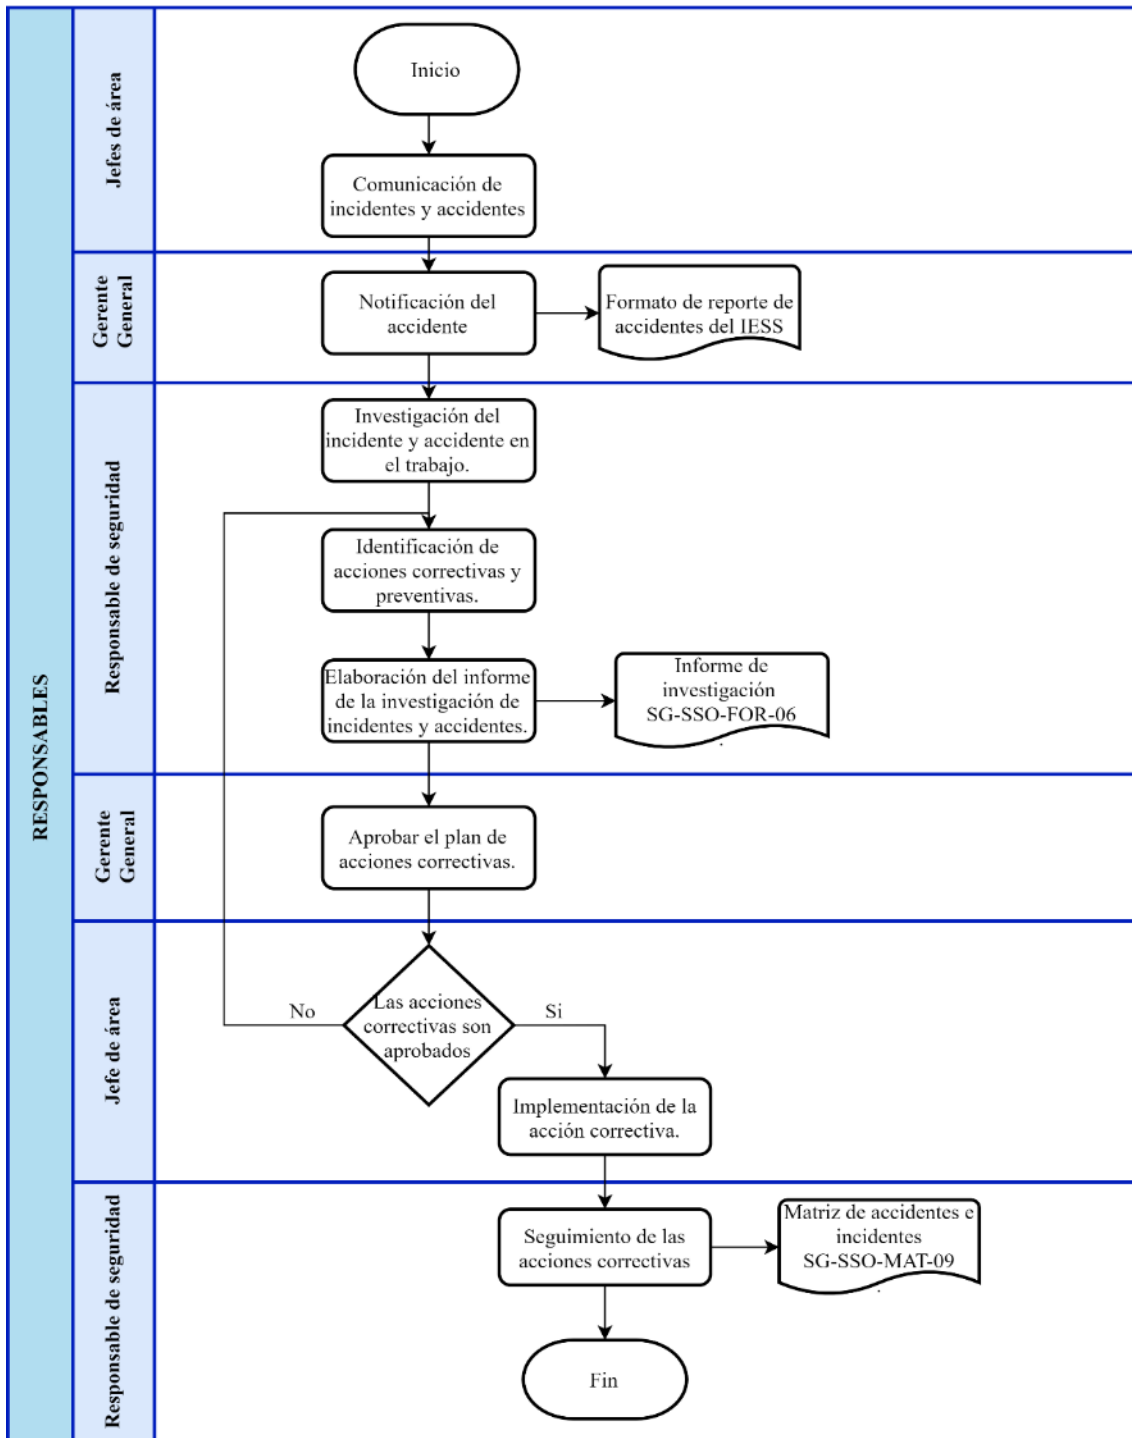 RESPONSABLES
Jefes de área
Inicio
Comunicación de
incidentes y accidentes
Gerente
General
Notificación del
accidente
Formato de reporte de
accidentes del IESS
Responsable de seguridad
Investigación del
incidente y accidente en
el trabajo.
Identificación de
acciones correctivas y
preventivas.
Elaboración del informe
de la investigación de
incidentes y accidentes.
Informe de
investigación
SG-SSO-FOR-06
.
Gerente
General
Aprobar el plan de
acciones correctivas.
Jefe de área
Las acciones
correctivas son
aprobados
No
Si
Implementación de la
acción correctiva.
Responsable de seguridad
Seguimiento de las
acciones correctivas
Matriz de accidentes e
incidentes
SG-SSO-MAT-09
.
Fin